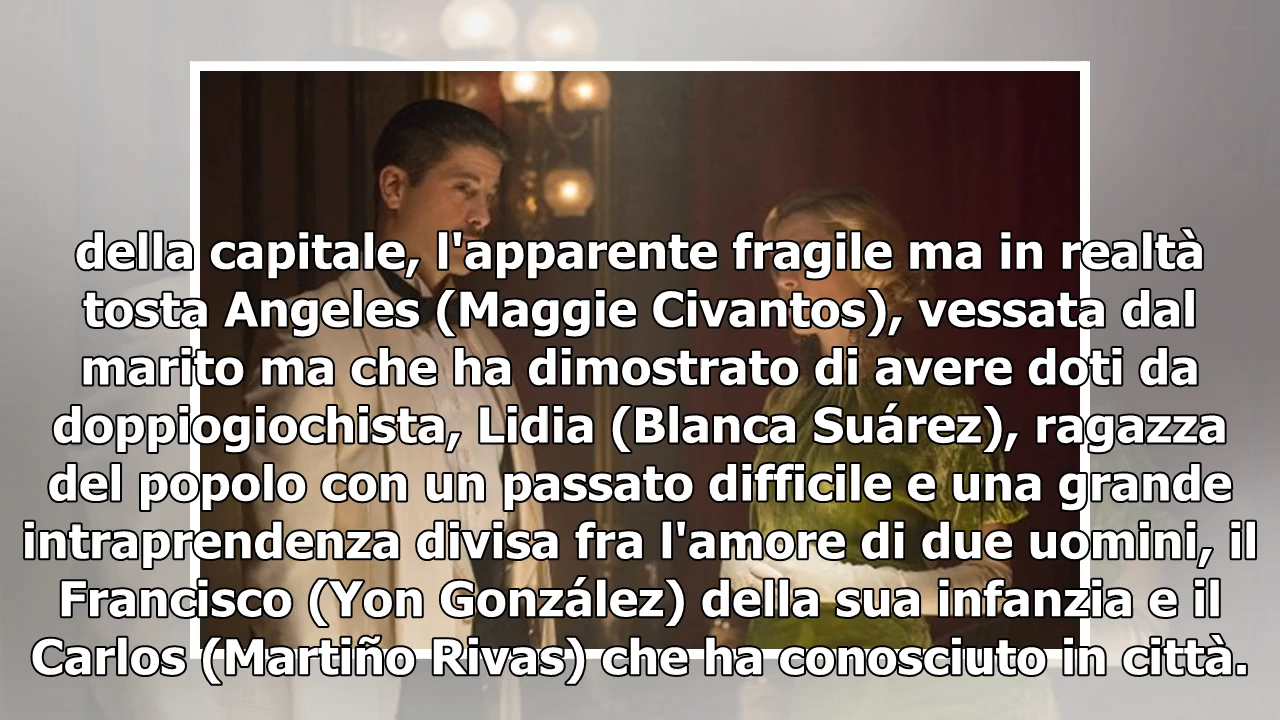 della capitale, l'apparente fragile ma in realtà
tosta Angeles (Maggie Civantos), vessata dal
marito ma che ha dimostrato di avere doti da
doppiogiochista, Lidia (Blanca Suárez), ragazza
del popolo con un passato difficile e una grande
intraprendenza divisa fra l'amore di due uomini, il
Francisco (Yon González) della sua infanzia e il
Carlos (Martiño Rivas) che ha conosciuto in città.